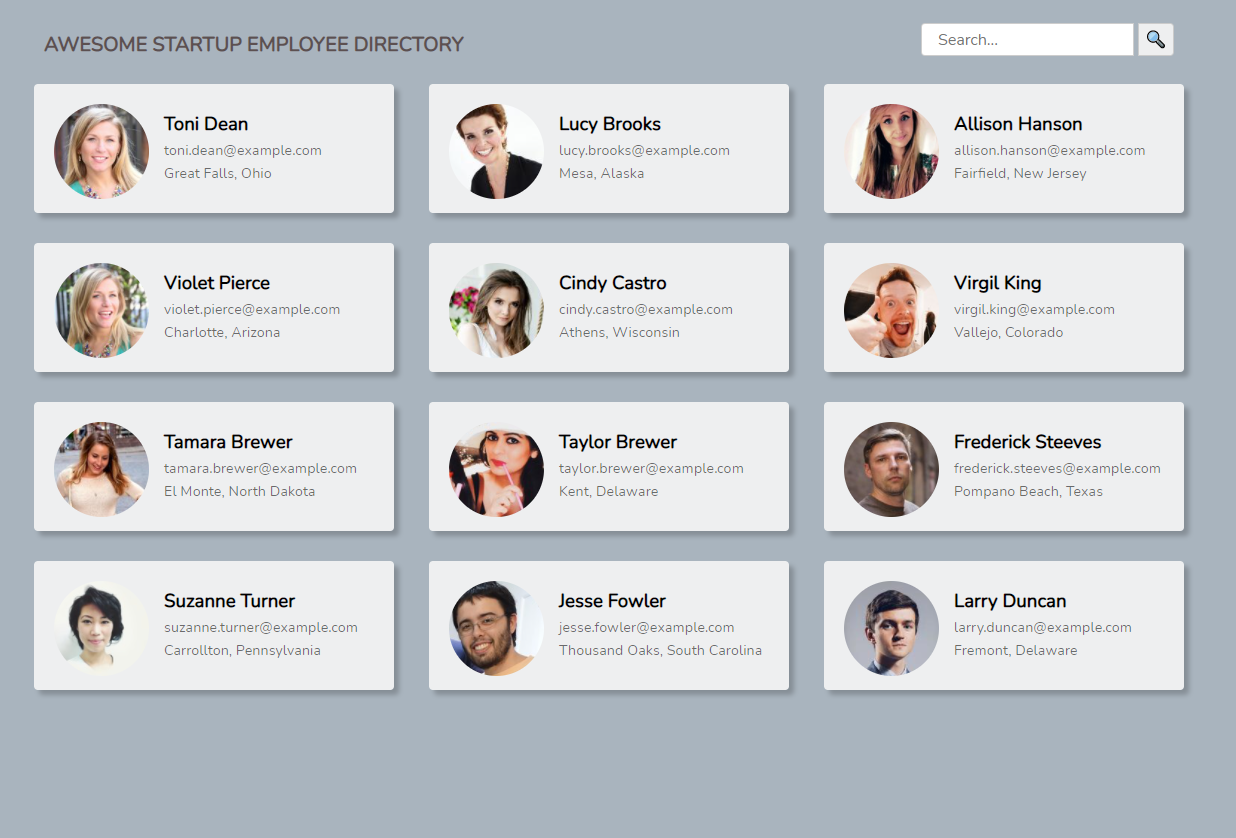 AWESOME STARTUP EMPLOYEE DIRECTORY
Search...
Toni Dean
toni.dean@example.com
Great Falls, Ohio
Lucy Brooks
lucy.brooks@example.com
Mesa, Alaska
Allison Hanson
allison.hanson@example.com
Fairfield, New Jersey
Violet Pierce
violet.pierce@example.com
Charlotte, Arizona
Cindy Castro
cindy.castro@example.com
Athens, Wisconsin
Virgil King
virgil.king@example.com
Vallejo, Colorado
Tamara Brewer
tamara.brewer@example.com
El Monte, North Dakota
Taylor Brewer
taylor.brewer@example.com
Kent, Delaware
Frederick Steeves
frederick.steeves@example.com
Pompano Beach, Texas
Suzanne Turner
suzanne.turner@example.com
Carrollton, Pennsylvania
Jesse Fowler
jesse.fowler@example.com
Thousand Oaks, South Carolina
Larry Duncan
larry.duncan@example.com
Fremont, Delaware